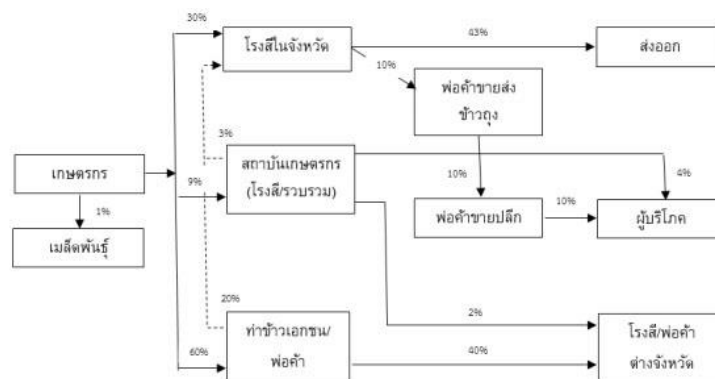 30%
โรงสีในจังหวัด
43%
ส่งออก
10%
พ่อค้าขายส่ง
ข้าวถุง
3%
เกษตรกร
สถาบันเกษตรกร
(โรงสี/รวบรวม)
9%
10%
4%
1%
พ่อค้าขายปลีก
10%
ผู้บริโภค
เมล็ดพันธุ์
20%
2%
ท่าข้าวเอกชน/
พ่อค้า
60%
40%
โรงสี/พ่อค้า
ต่างจังหวัด